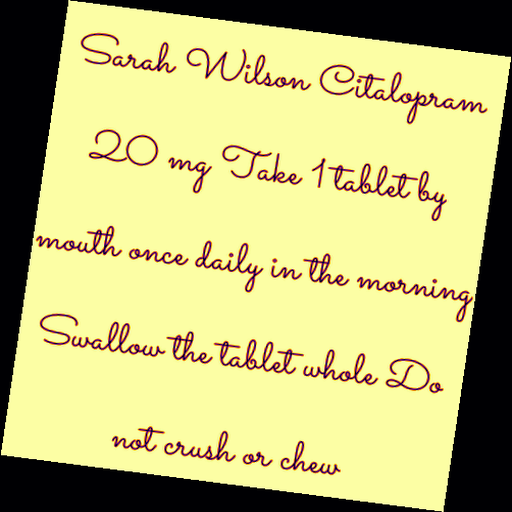 Sarah Wilson Citalopram
20 mg Take 1 tablet by
mouth once daily in the morning
Swallow the tablet whole Do
not crush or chew